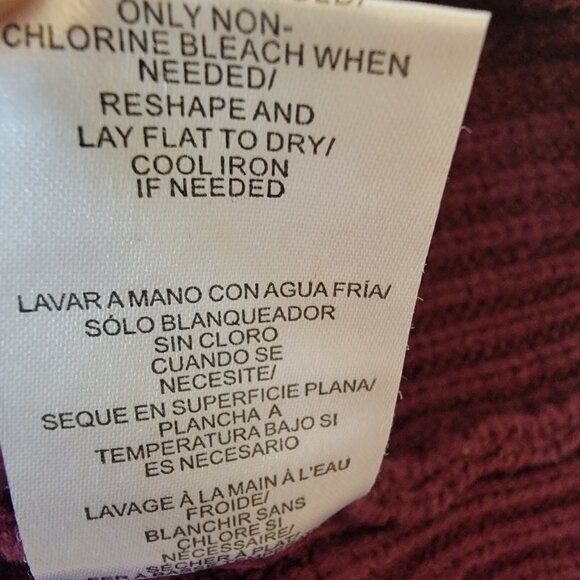 ONLY NON-
CHLORINE BLEACH WHEN
NEEDED/
RESHAPE AND
LAY FLAT TO DRY/
COOL IRON
IF NEEDED
LAVAR A MANO CON AGUA FRÍA/
SÓLO BLANQUEADOR
SIN CLORO
CUANDO SE
NECESITE/
SEQUE EN SUPERFICIE PLANA/
PLANCHA A
TEMPERATURA BAJO SI
ES NECESARIO
LAVAGE À LA MAIN À L'EAU
FROIDE/
BLANCHIR SANS
CHLORE SI
NÉCESSAIRE/
SÉCHER À PLAT/